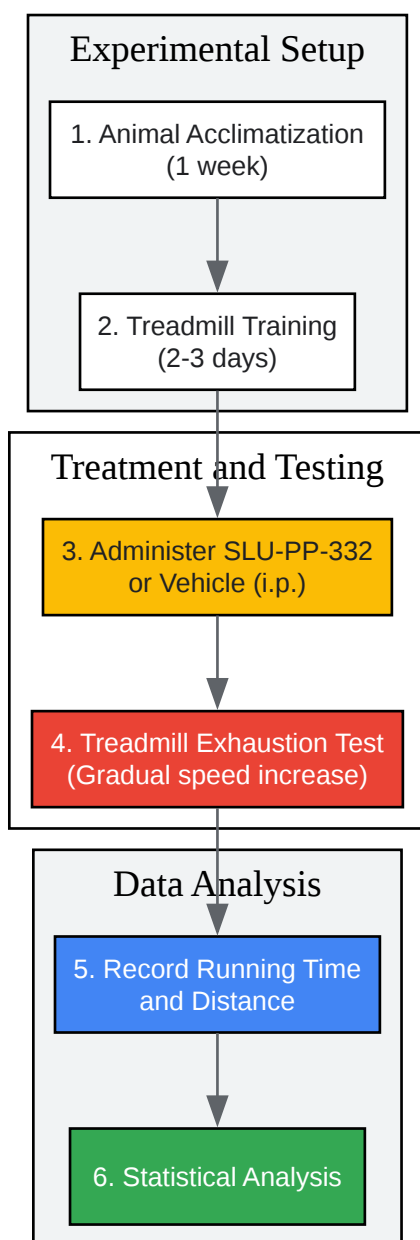 Experimental Setup
1. Animal Acclimatization
(1 week)
2. Treadmill Training
(2-3 days)
Treatment and Testing
3. Administer SLU-PP-332
or Vehicle (i.p.)
4. Treadmill Exhaustion Test
(Gradual speed increase)
Data Analysis
5. Record Running Time
and Distance
6. Statistical Analysis